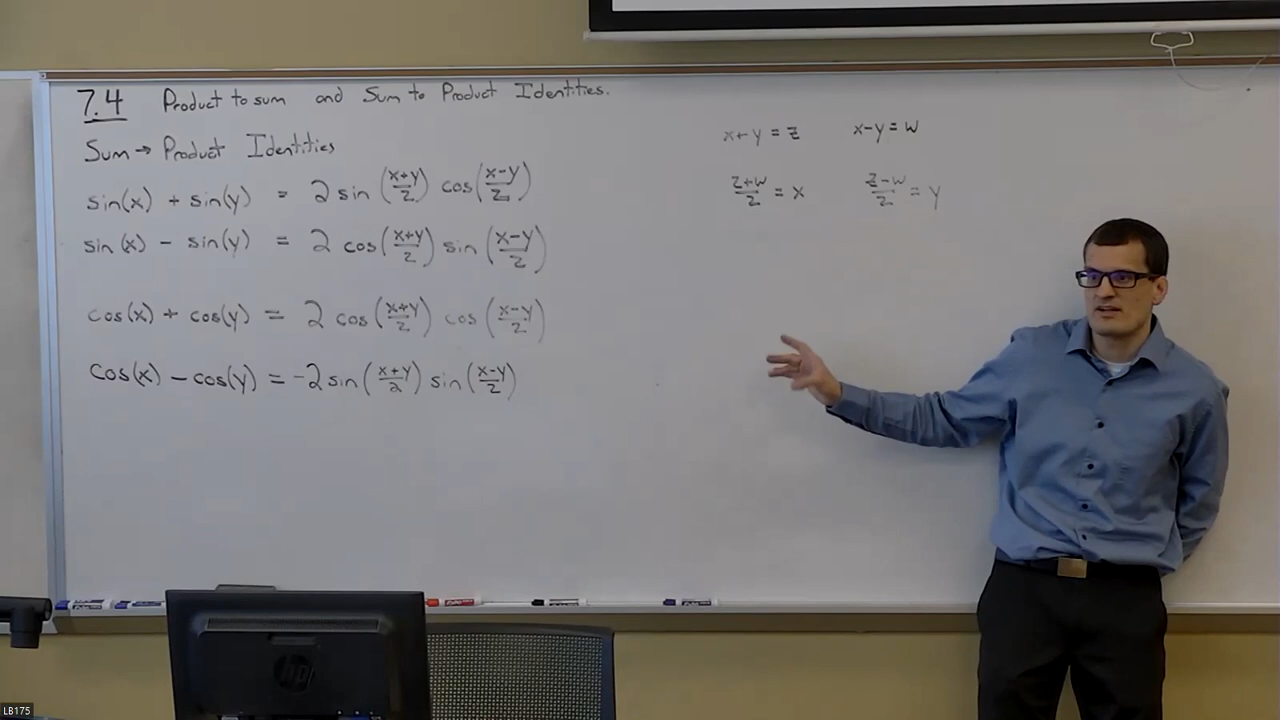 7.4 Product to sum and Sum to Product Identities.
Sum → Product Identities
sin(x) + sin(y) = 2 sin (x+y/2) cos(x-y/2)
sin(x) - sin(y) = 2 cos(x+y/2) sin (x-y/2)
cos(x) + cos(y) = 2 cos(x+y/2) cos (x-y/2)
cos(x) - cos(y) = -2 sin(x+y/2) sin(x-y/2)
x+y = z x-y = w
z+w/2 = x z-w/2 = y
hp
LB175